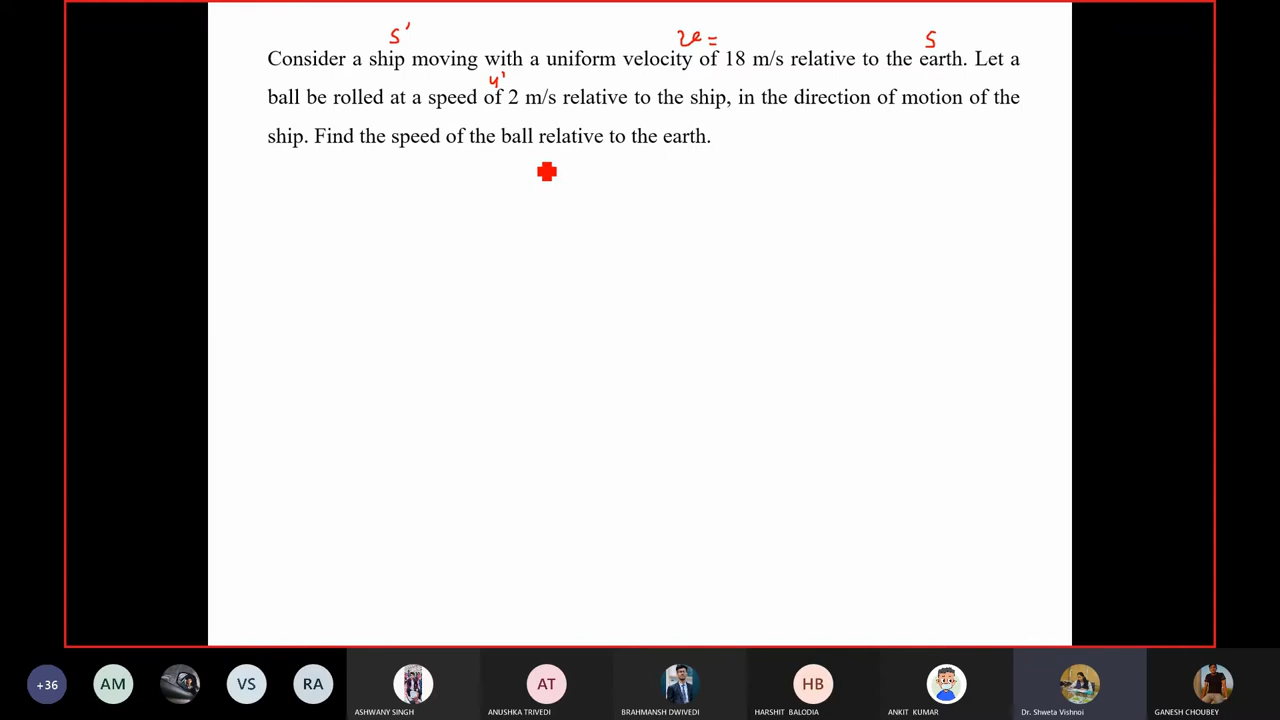 S' v = S
Consider a ship moving with a uniform velocity of 18 m/s relative to the earth. Let a
u'
ball be rolled at a speed of 2 m/s relative to the ship, in the direction of motion of the
ship. Find the speed of the ball relative to the earth.
+36 AM VS RA AT HB
ASHWANY SINGH ANUSHKA TRIVEDI BRAHMANSH DWIVEDI HARSHIT BALODIA ANKIT KUMAR Dr. Shweta Vishnoi GANESH CHOUBEY